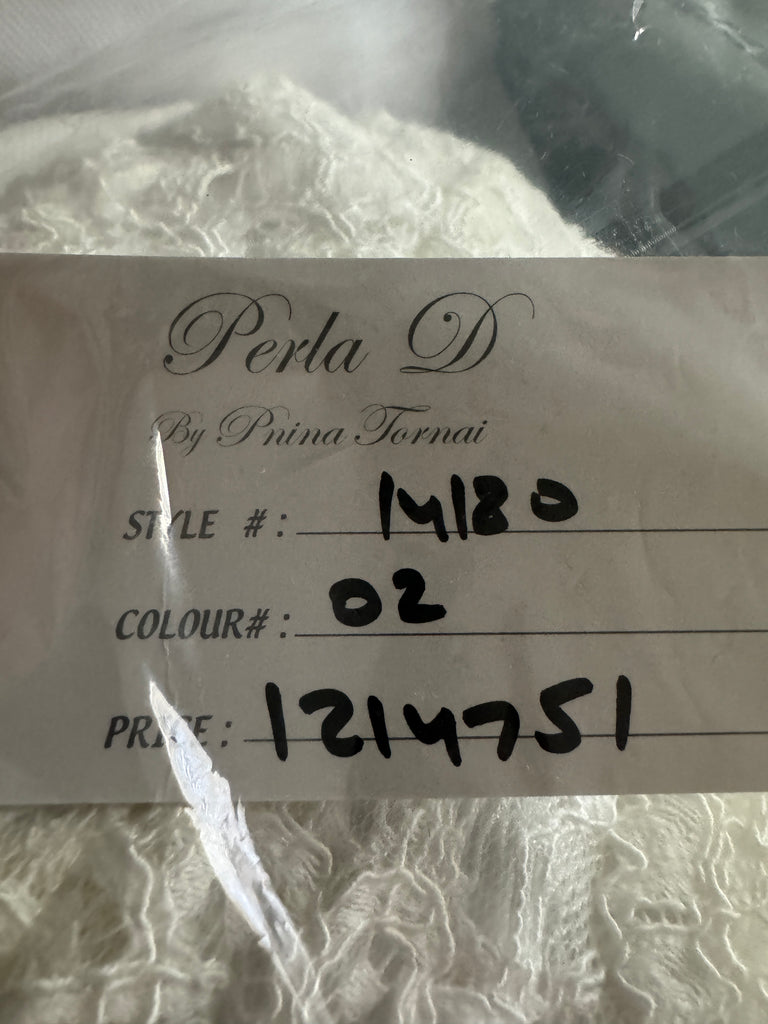 Perla D
By Pnina Tornai
STYLE #: 14180
COLOUR#: 02
PRICE: 1214751